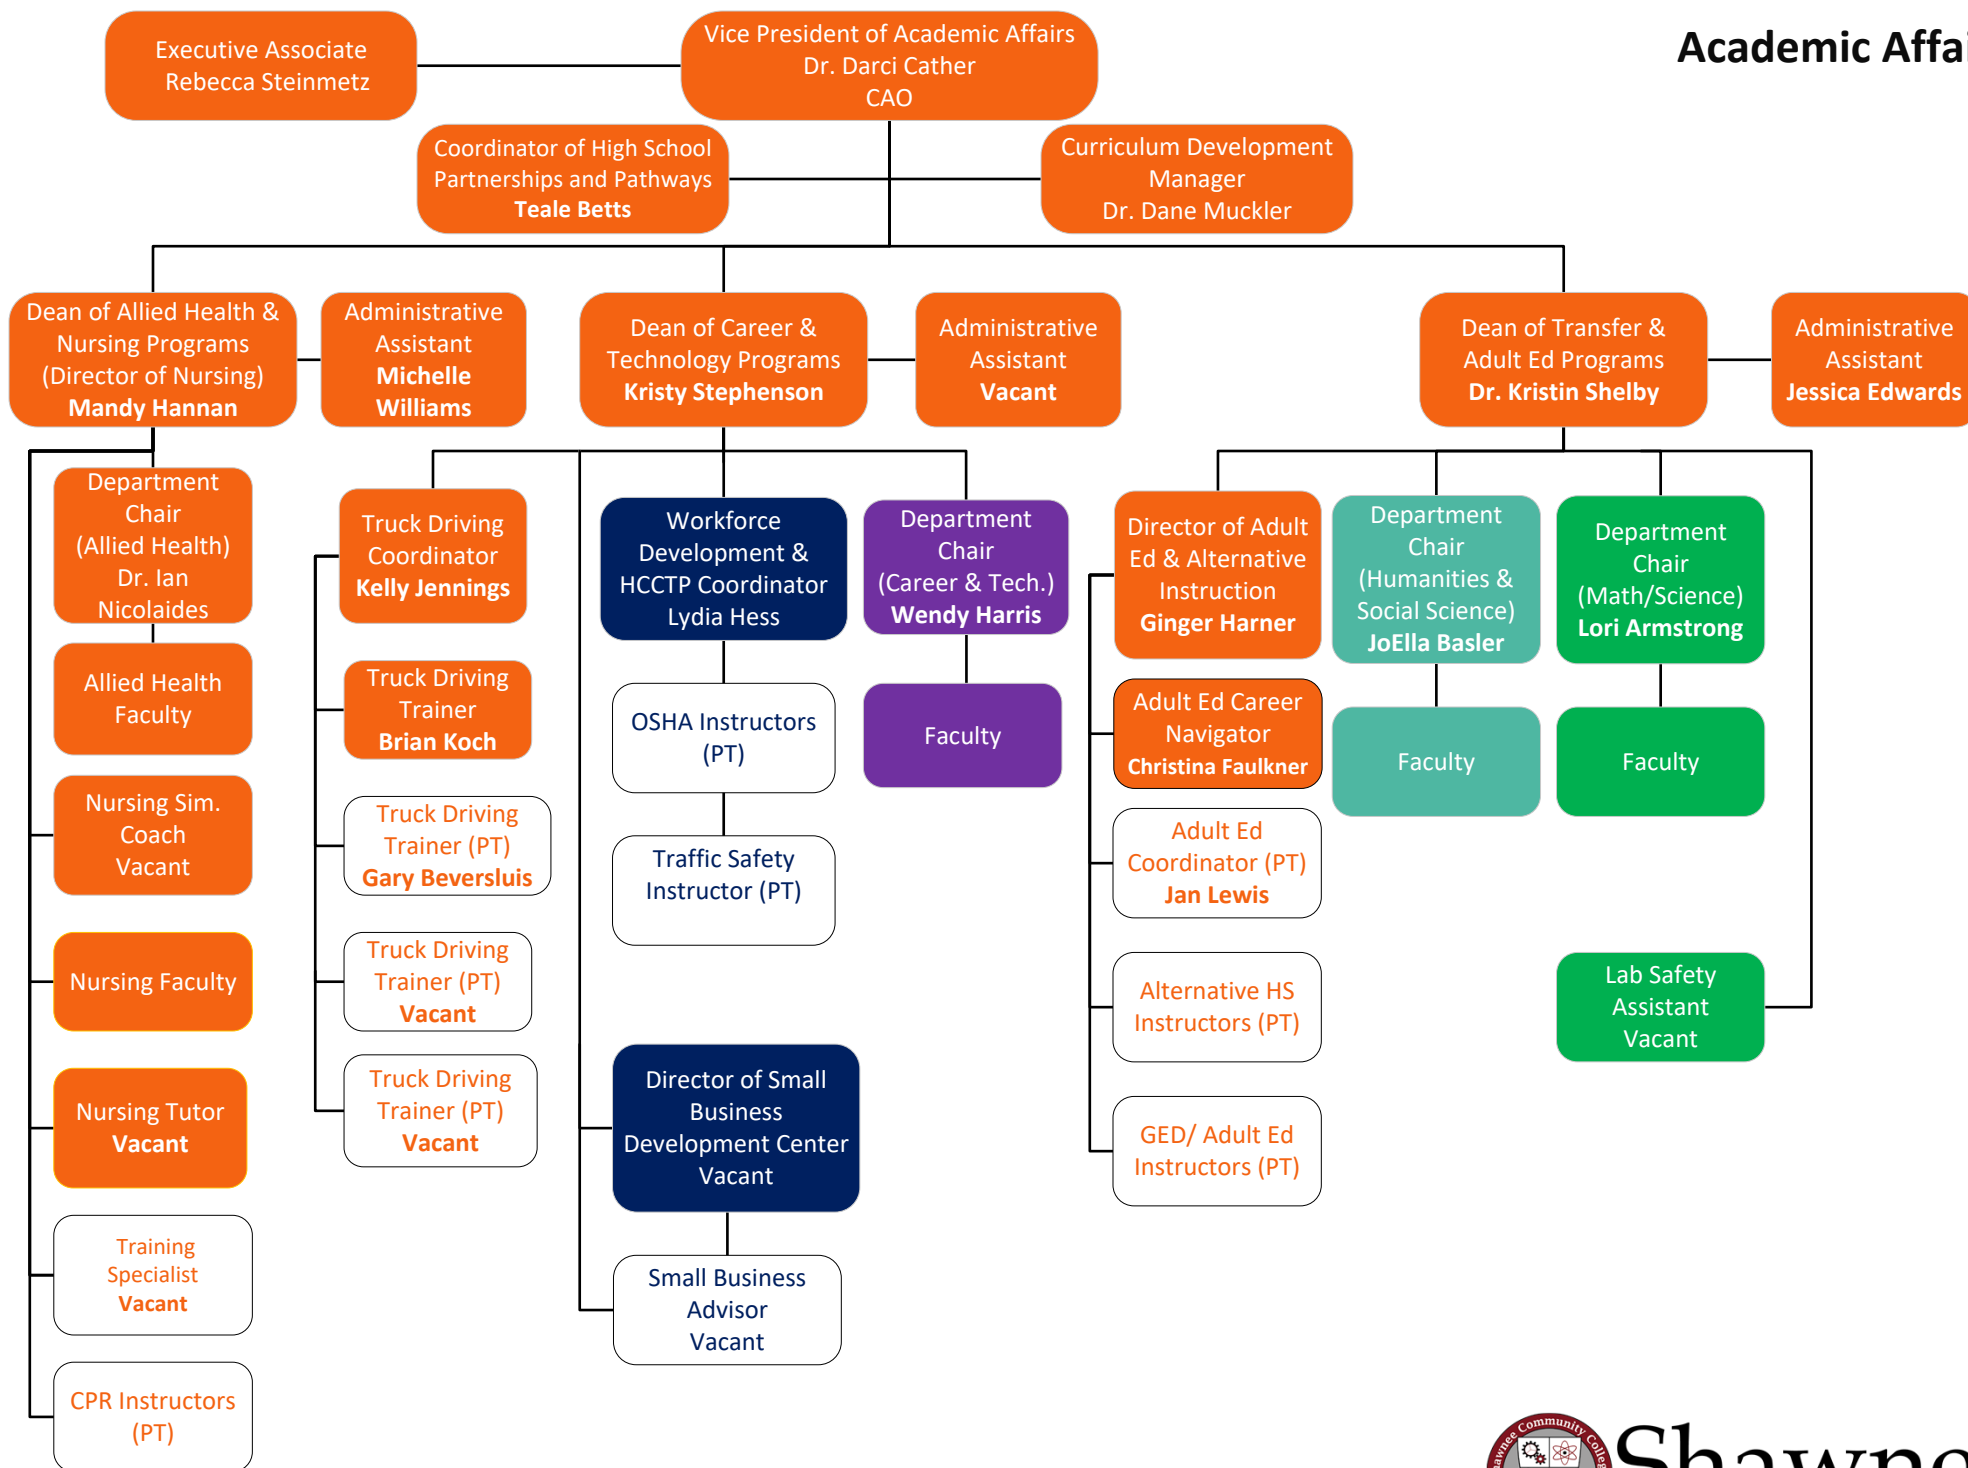 Academic Affai
Executive Associate
Rebecca Steinmetz
Vice President of Academic Affairs
Dr. Darci Cather
CAO
Coordinator of High School
Partnerships and Pathways
Teale Betts
Curriculum Development
Manager
Dr. Dane Muckler
Dean of Allied Health &
Nursing Programs
(Director of Nursing)
Mandy Hannan
Administrative
Assistant
Michelle
Williams
Dean of Career &
Technology Programs
Kristy Stephenson
Administrative
Assistant
Vacant
Dean of Transfer &
Adult Ed Programs
Dr. Kristin Shelby
Administrative
Assistant
Jessica Edwards
Department
Chair
(Allied Health)
Dr. Ian
Nicolaides
Allied Health
Faculty
Nursing Sim.
Coach
Vacant
Nursing Faculty
Nursing Tutor
Vacant
Training
Specialist
Vacant
CPR Instructors
(PT)
Truck Driving
Coordinator
Kelly Jennings
Truck Driving
Trainer
Brian Koch
Truck Driving
Trainer (PT)
Gary Beversluis
Truck Driving
Trainer (PT)
Vacant
Truck Driving
Trainer (PT)
Vacant
Workforce
Development &
HCCTP Coordinator
Lydia Hess
OSHA Instructors
(PT)
Traffic Safety
Instructor (PT)
Director of Small
Business
Development Center
Vacant
Small Business
Advisor
Vacant
Department
Chair
(Career & Tech.)
Wendy Harris
Faculty
Director of Adult
Ed & Alternative
Instruction
Ginger Harner
Adult Ed Career
Navigator
Christina Faulkner
Adult Ed
Coordinator (PT)
Jan Lewis
Alternative HS
Instructors (PT)
GED/ Adult Ed
Instructors (PT)
Department
Chair
(Humanities &
Social Science)
JoElla Basler
Faculty
Department
Chair
(Math/Science)
Lori Armstrong
Faculty
Lab Safety
Assistant
Vacant
Shawnee Community College
Shawne